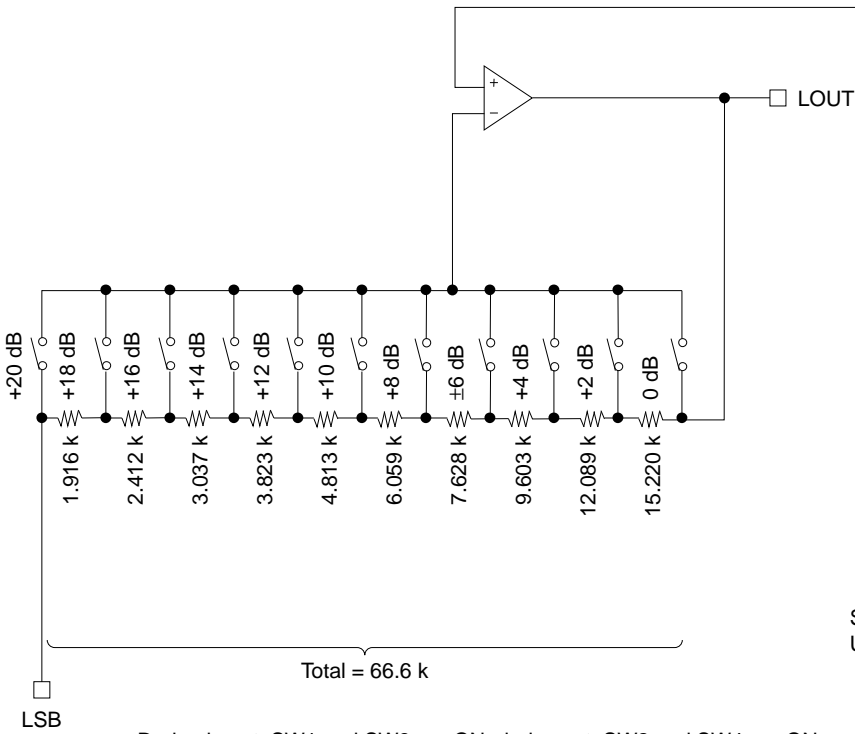 LOUT
+20 dB
+18 dB
+16 dB
+14 dB
+12 dB
+10 dB
+8 dB
±6 dB
+4 dB
+2 dB
0 dB
1.916 k
2.412 k
3.037 k
3.823 k
4.813 k
6.059 k
7.628 k
9.603 k
12.089 k
15.220 k
Total = 66.6 k
LSB